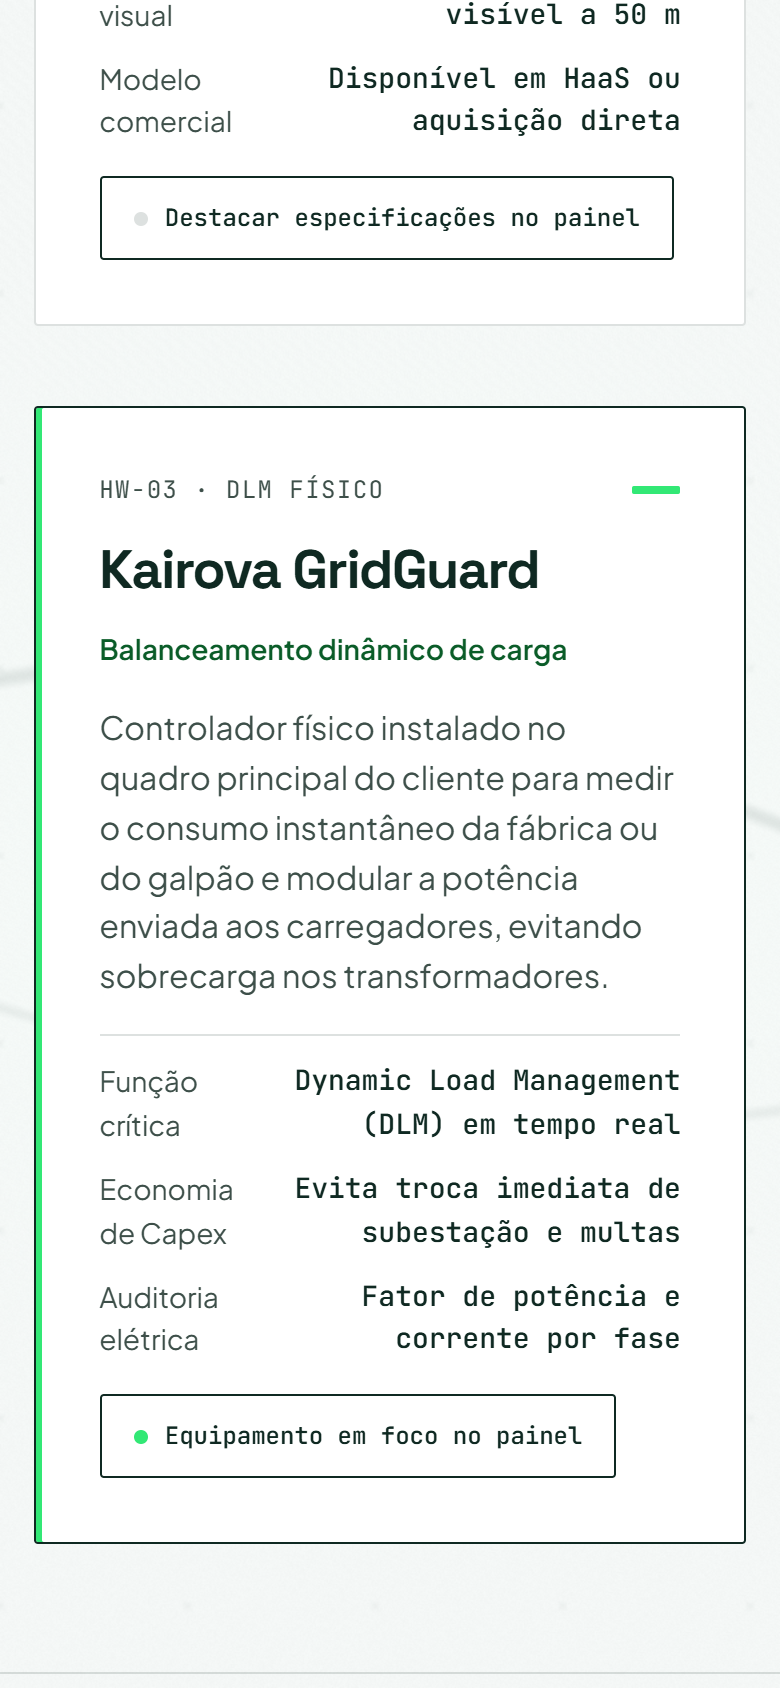 visual visível a 50 m
Modelo Disponível em HaaS ou
comercial aquisição direta
Destacar especificações no painel
HW-03 · DLM FÍSICO
Kairova GridGuard
Balanceamento dinâmico de carga
Controlador físico instalado no
quadro principal do cliente para medir
o consumo instantâneo da fábrica ou
do galpão e modular a potência
enviada aos carregadores, evitando
sobrecarga nos transformadores.
Função Dynamic Load Management
crítica (DLM) em tempo real
Economia Evita troca imediata de
de Capex subestação e multas
Auditoria Fator de potência e
elétrica corrente por fase
Equipamento em foco no painel